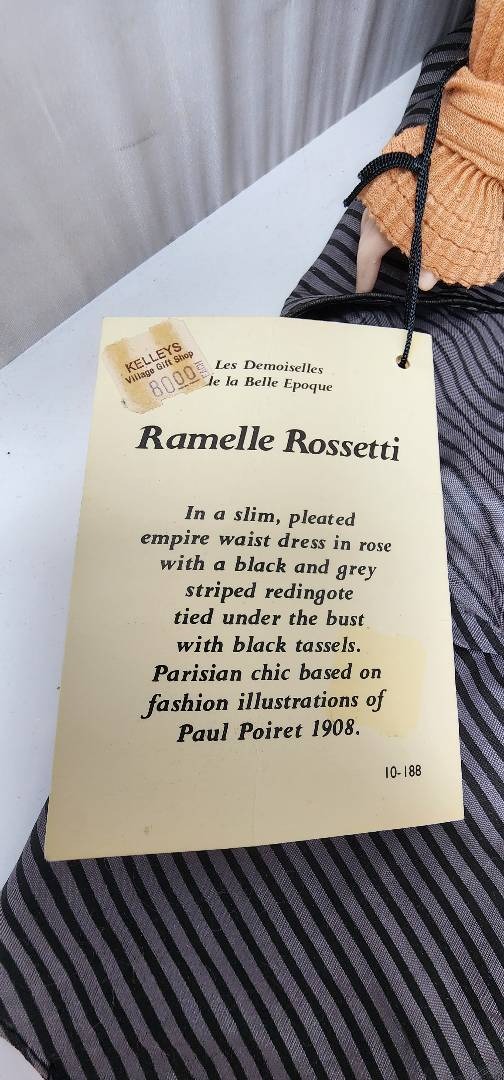 KELLEYS
Village Gift Shop
80.00
Les Demoiselles
de la Belle Epoque
Ramelle Rossetti
In a slim, pleated
empire waist dress in rose
with a black and grey
striped redingote
tied under the bust
with black tassels.
Parisian chic based on
fashion illustrations of
Paul Poiret 1908.
10-188